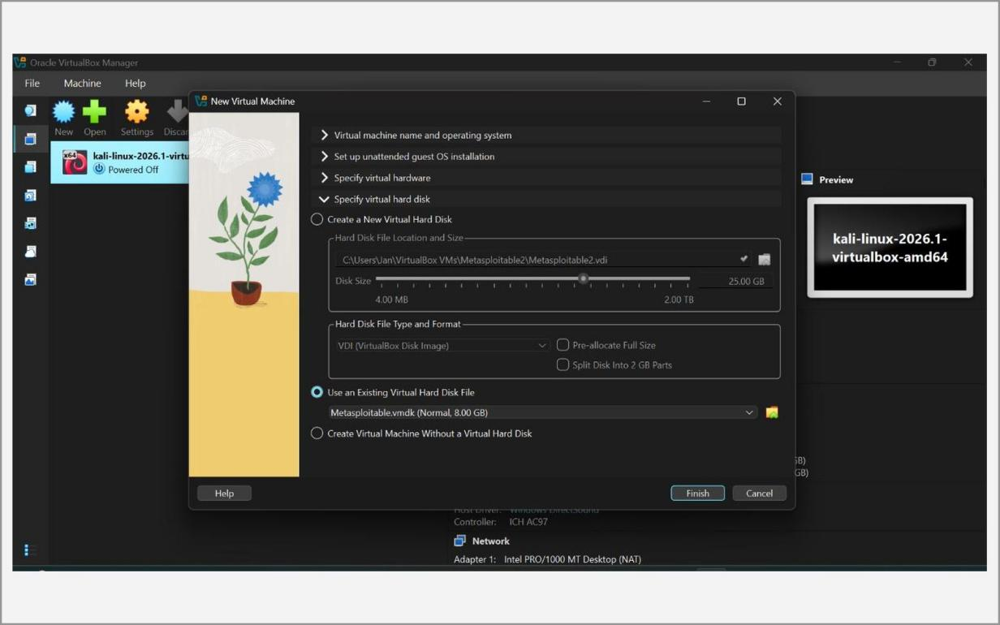 Oracle VirtualBox Manager
File Machine Help
New Open Settings Discar
x64 kali-linux-2026.1-virtu
Powered Off
New Virtual Machine
Virtual machine name and operating system
Set up unattended guest OS installation
Specify virtual hardware
Specify virtual hard disk
Create a New Virtual Hard Disk
Hard Disk File Location and Size
C:\Users\Jan\VirtualBox VMs\Metasploitable2\Metasploitable2.vdi
Disk Size 25.00 GB
4.00 MB 2.00 TB
Hard Disk File Type and Format
VDI (VirtualBox Disk Image) Pre-allocate Full Size
Split Disk Into 2 GB Parts
Use an Existing Virtual Hard Disk File
Metasploitable.vmdk (Normal, 8.00 GB)
Create Virtual Machine Without a Virtual Hard Disk
Help Finish Cancel
Preview
kali-linux-2026.1-
virtualbox-amd64
GB)
GB)
Host Driver: Windows DirectSound
Controller: ICH AC97
Network
Adapter 1: Intel PRO/1000 MT Desktop (NAT)